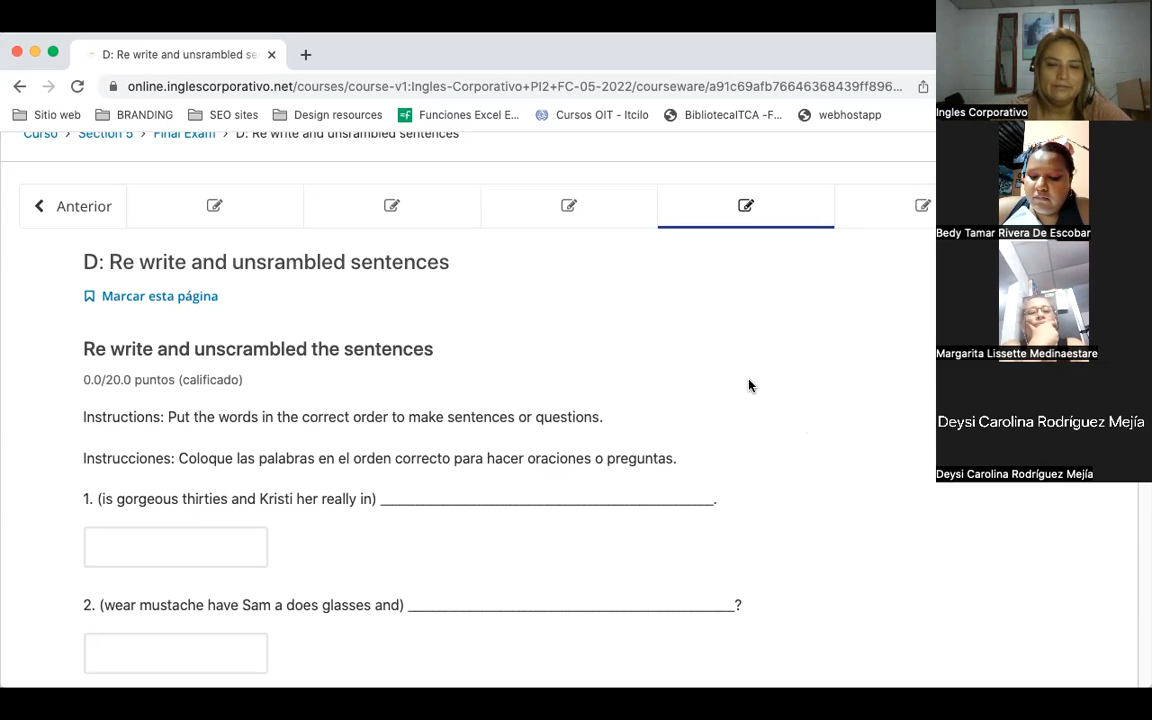 D: Re write and unsrambled se
online.inglescorporativo.net/courses/course-v1:Ingles-Corporativo+PI2+FC-05-2022/courseware/a91c69afb76646368439ff896...
Sitio web BRANDING SEO sites Design resources Funciones Excel E... Cursos OIT - Itcilo BibliotecaITCA -F... webhostapp
Curso > Section 5 > Final Exam > D: Re write and unsrambled sentences
Anterior
D: Re write and unsrambled sentences
Marcar esta página
Re write and unscrambled the sentences
0.0/20.0 puntos (calificado)
Instructions: Put the words in the correct order to make sentences or questions.
Instrucciones: Coloque las palabras en el orden correcto para hacer oraciones o preguntas.
1. (is gorgeous thirties and Kristi her really in) ________________________________________.
2. (wear mustache have Sam a does glasses and) _______________________________________?
Ingles Corporativo
Bedy Tamar Rivera De Escobar
Margarita Lissette Medinaestare
Deysi Carolina Rodríguez Mejía
Deysi Carolina Rodríguez Mejía